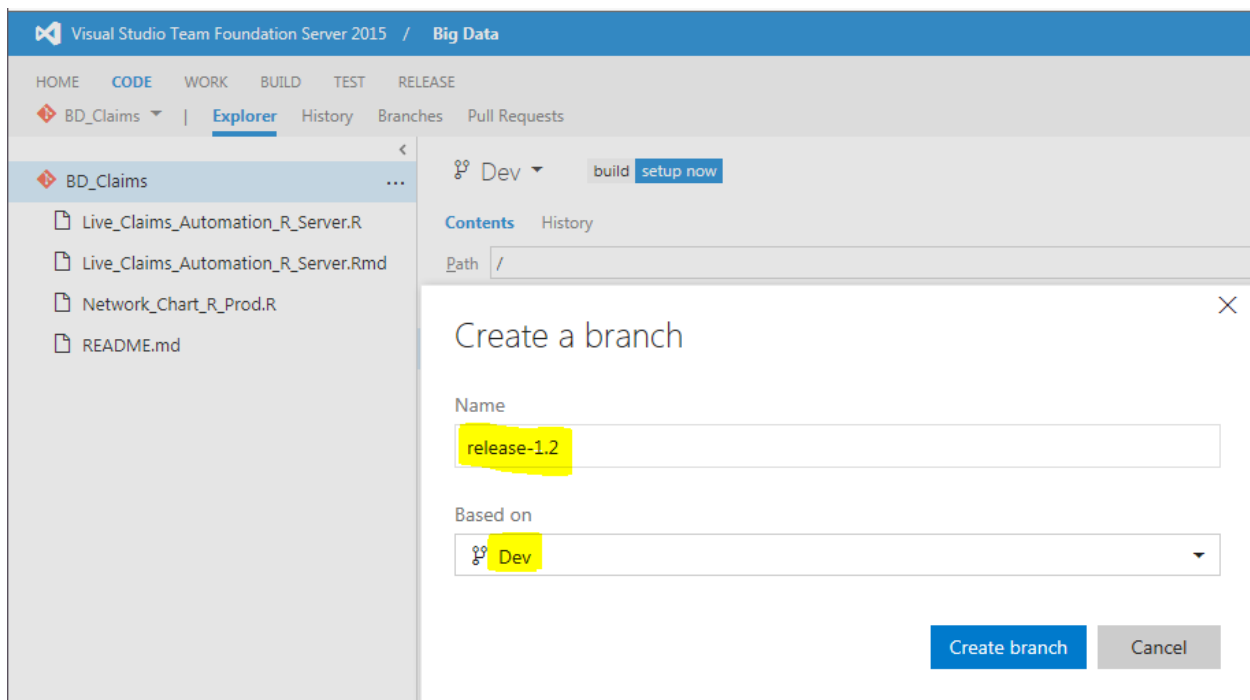 Visual Studio Team Foundation Server 2015 / Big Data
HOME CODE WORK BUILD TEST RELEASE
BD_Claims | Explorer History Branches Pull Requests
BD_Claims ...
Live_Claims_Automation_R_Server.R
Live_Claims_Automation_R_Server.Rmd
Network_Chart_R_Prod.R
README.md
Dev build setup now
Contents History
Path /
Create a branch
Name
release-1.2
Based on
Dev
Create branch Cancel